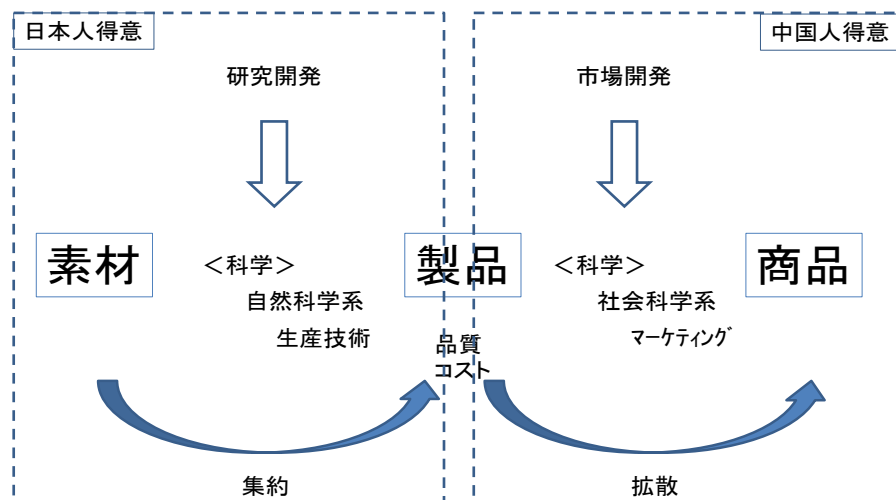 日本人得意
中国人得意
研究開発
市場開発
素材
＜科学＞
自然科学系
生産技術
製品
＜科学＞
社会科学系
ﾏｰｹﾃｨﾝｸﾞ
商品
品質
コスト
集約
拡散